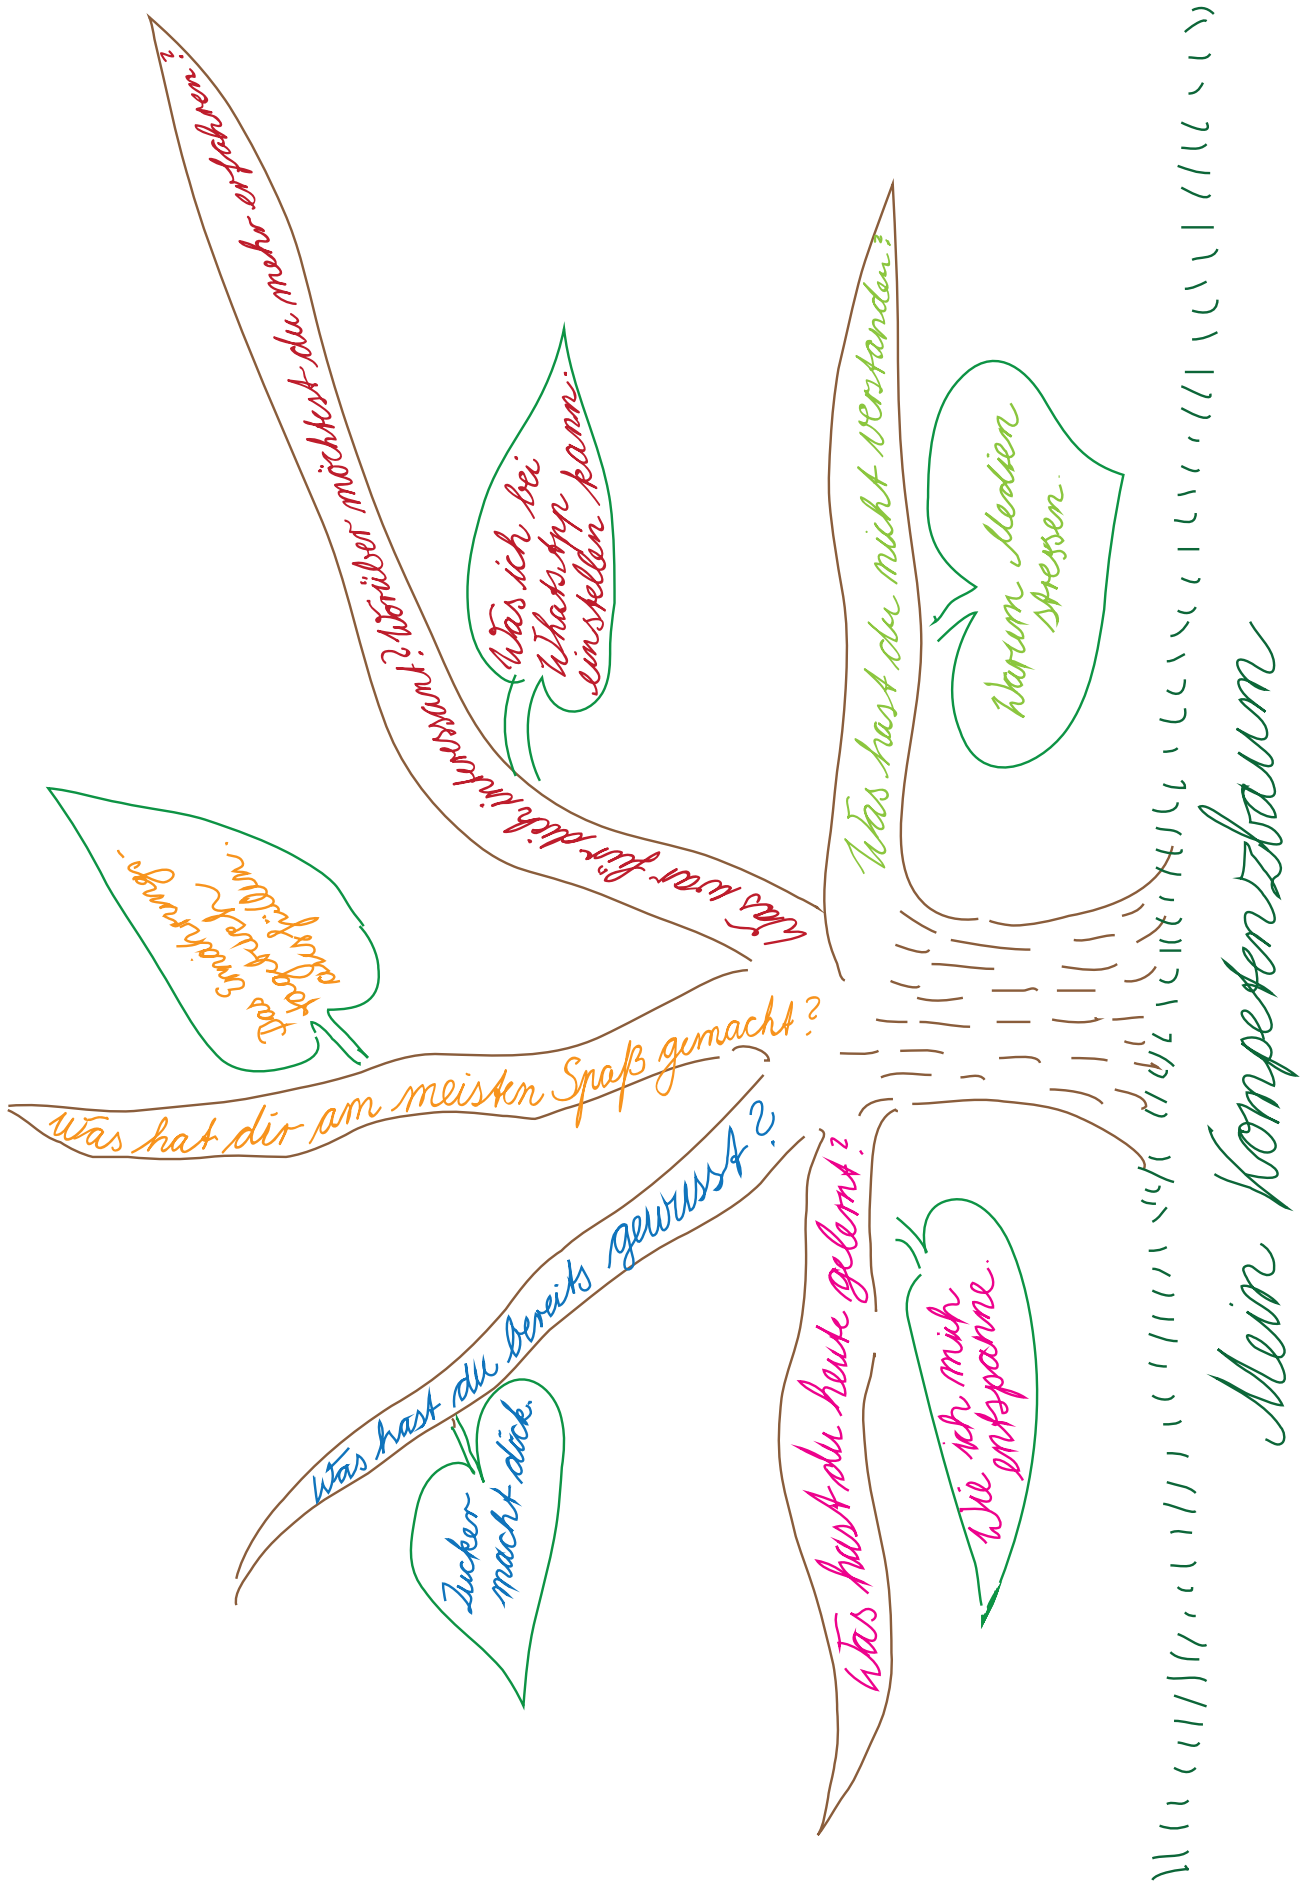 Was hast du heute gelernt?
Wie ich mich
entspanne.
Was hast du bereits gewusst?
Zucker
macht dick.
Was hat dir am meisten Spaß gemacht?
Das Ernährungs-
tagebuch
ausfüllen.
Was war für dich interessant? Worüber möchtest du mehr erfahren?
Was ich bei
WhatsApp
einstellen kann.
Was hast du nicht verstanden?
Warum Medien
stressen.
Mein Kompetenzbaum